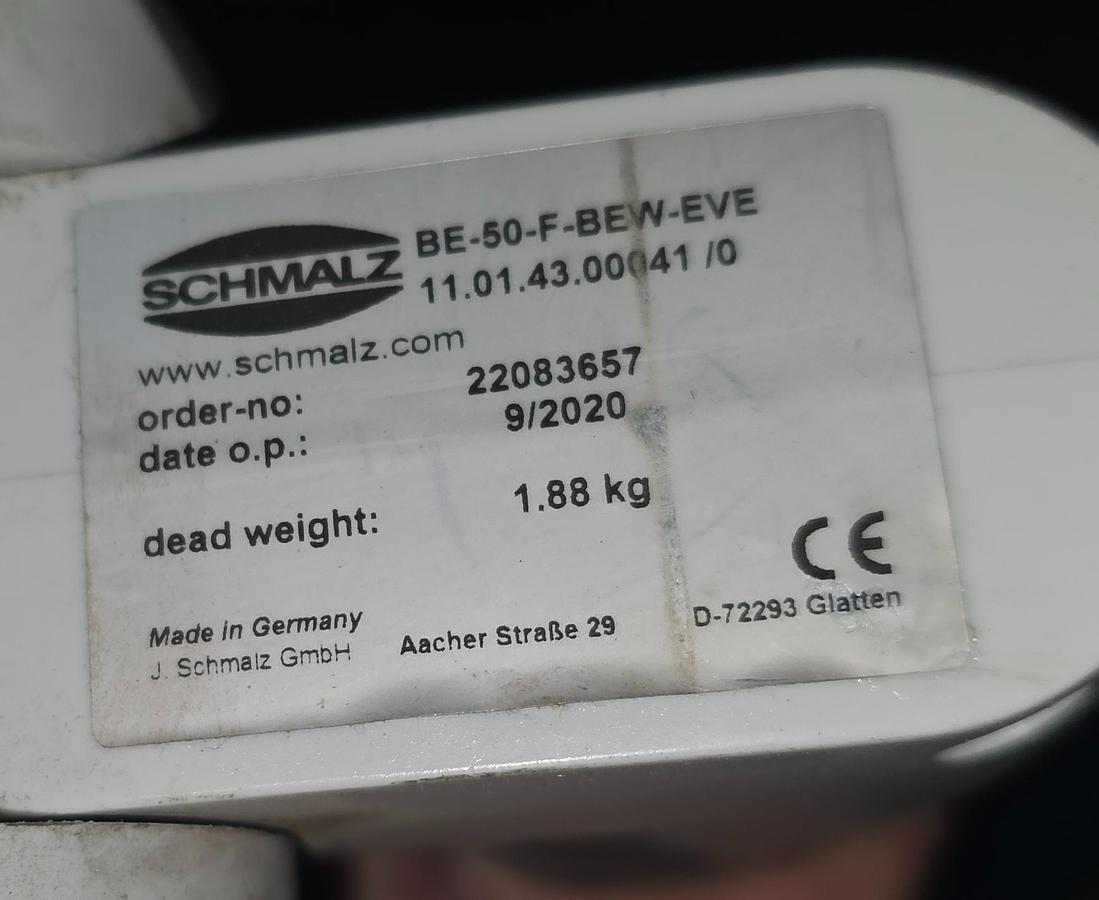 SCHMALZ
BE-50-F-BEW-EVE
11.01.43.00041 /0
www.schmalz.com
order-no: 22083657
date o.p.: 9/2020
dead weight: 1.88 kg
CE
Made in Germany
J. Schmalz GmbH Aacher Straße 29 D-72293 Glatten